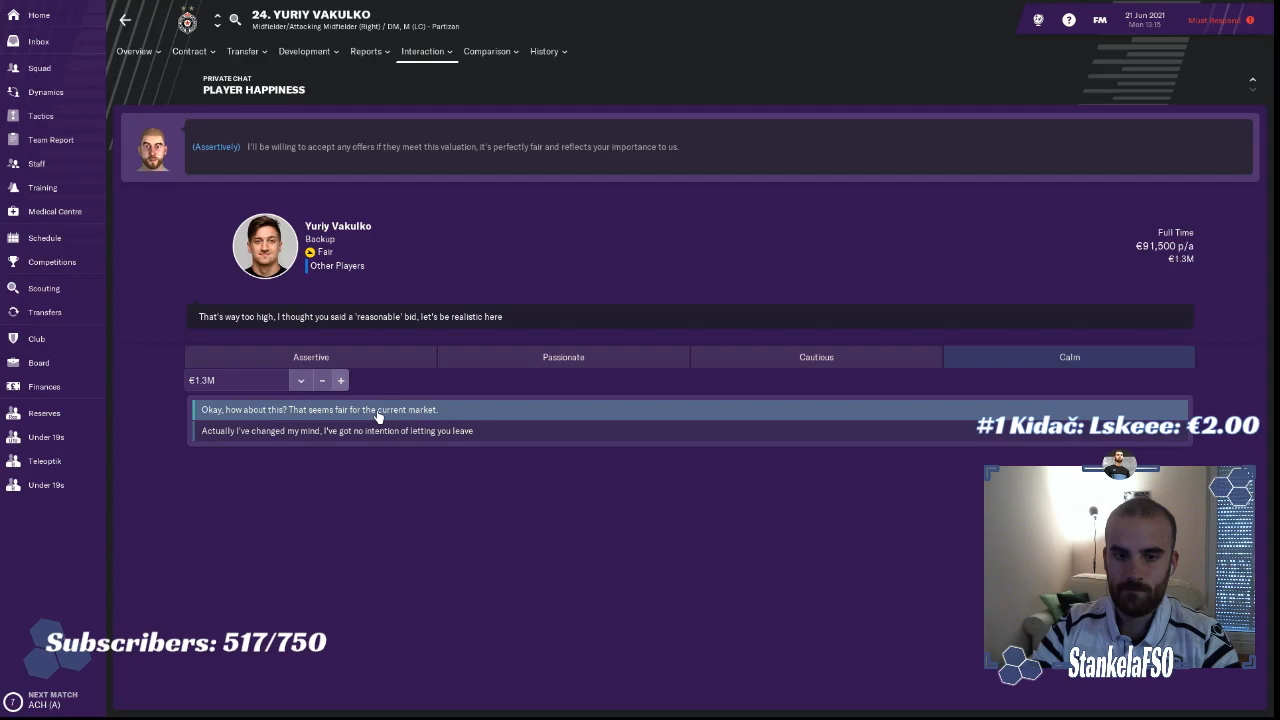 24. YURIY VAKULKO
Midfielder/Attacking Midfielder (Right) / DM, M (LC) - Partizan
FM
21 Jun 2021
Mon 13:15
Must Respond
Home
Inbox
Squad
Dynamics
Tactics
Team Report
Staff
Training
Medical Centre
Schedule
Competitions
Scouting
Transfers
Club
Board
Finances
Reserves
Under 19s
Teleoptik
Under 19s
7
NEXT MATCH
ACH (A)
Overview
Contract
Transfer
Development
Reports
Interaction
Comparison
History
PRIVATE CHAT
PLAYER HAPPINESS
(Assertively) I'll be willing to accept any offers if they meet this valuation, it's perfectly fair and reflects your importance to us.
Yuriy Vakulko
Backup
Fair
Other Players
Full Time
€91,500 p/a
€1.3M
That's way too high, I thought you said a 'reasonable' bid, let's be realistic here
Assertive
Passionate
Cautious
Calm
€1.3M
Okay, how about this? That seems fair for the current market.
Actually I've changed my mind, I've got no intention of letting you leave
#1 Kidač: Lskeee: €2.00
Subscribers: 517/750
StankelaFSO